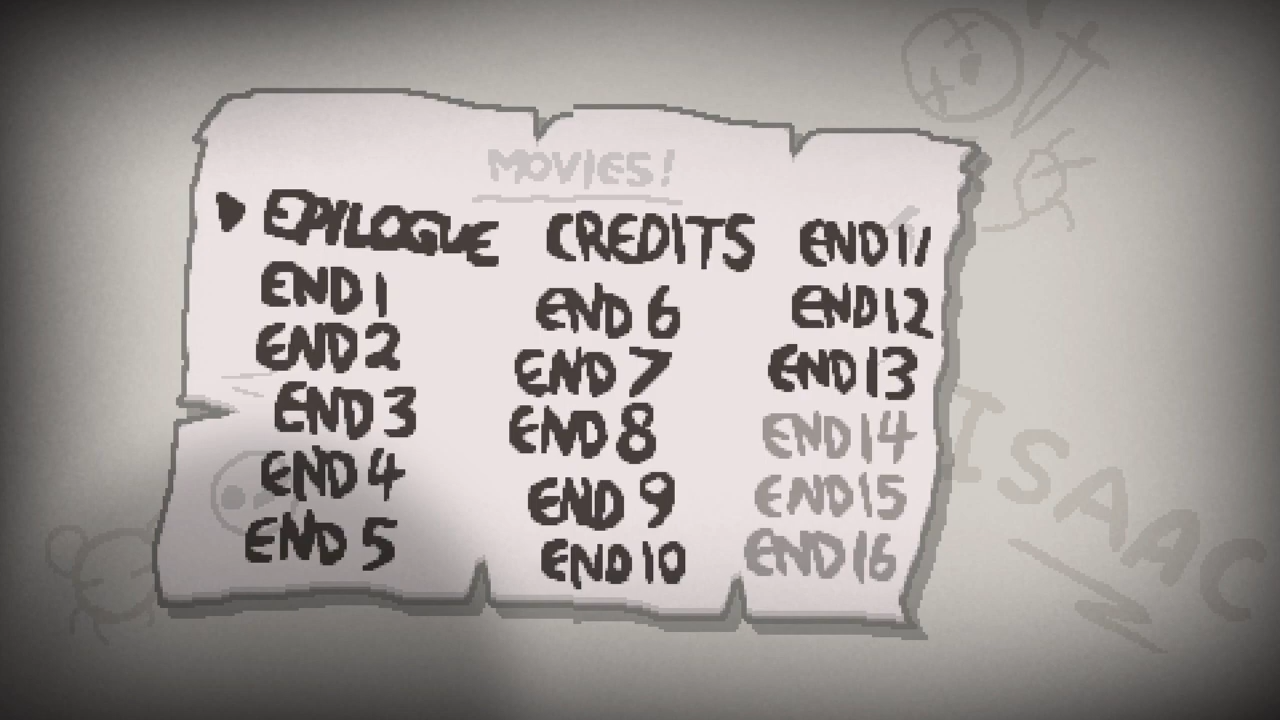 MOVIES!
EPILOGUE
END 1
END 2
END 3
END 4
END 5
CREDITS
END 6
END 7
END 8
END 9
END 10
END 11
END 12
END 13
END 14
END 15
END 16
ISAAC